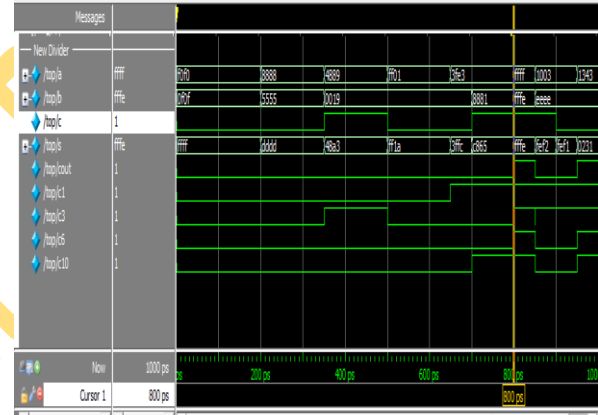 Messages
New Divider
/top/a ffff f0f0 8888 4889 ff01 3fe3 ffff 1003 1343
/top/b fffe 0f0f 5555 0019 8881 fffe eeee
/top/c 1
/top/s fffe ffff dddd 48a3 ff1a 3ffc c865 fffe fef2 fef1 0231
/top/cout 1
/top/c1 1
/top/c3 1
/top/c6 1
/top/c10 1
Now 1000 ps ps 200 ps 400 ps 600 ps 800 ps 100
Cursor 1 800 ps 800 ps